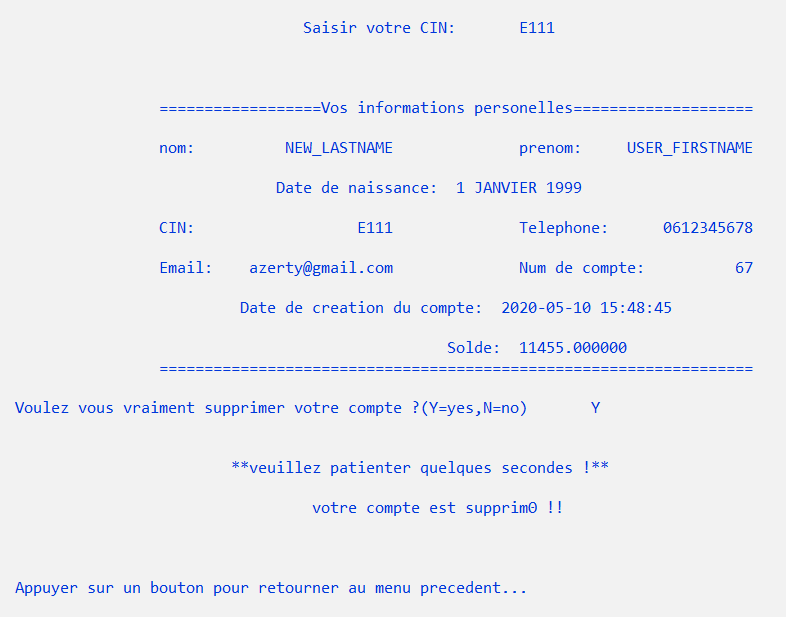 Saisir votre CIN: E111
==================Vos informations personelles====================
nom: NEW_LASTNAME prenom: USER_FIRSTNAME
Date de naissance: 1 JANVIER 1999
CIN: E111 Telephone: 0612345678
Email: azerty@gmail.com Num de compte: 67
Date de creation du compte: 2020-05-10 15:48:45
Solde: 11455.000000
==================================================================
Voulez vous vraiment supprimer votre compte ?(Y=yes,N=no) Y
**veuillez patienter quelques secondes !**
votre compte est supprimΘ !!
Appuyer sur un bouton pour retourner au menu precedent...